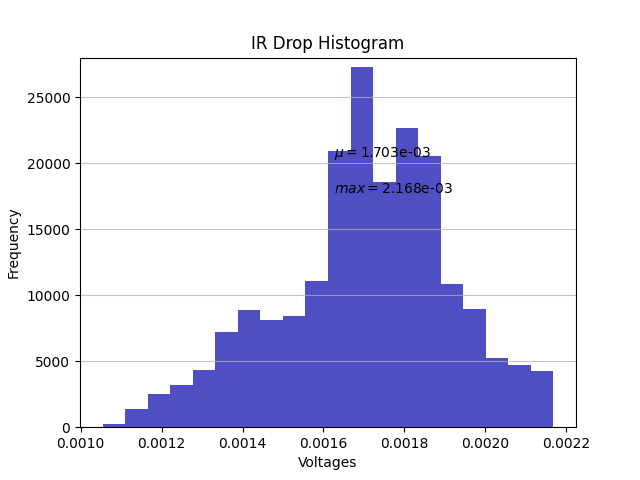 IR Drop Histogram
25000
20000
15000
10000
5000
0
Frequency
μ = 1.703e-03
max = 2.168e-03
0.0010 0.0012 0.0014 0.0016 0.0018 0.0020 0.0022
Voltages